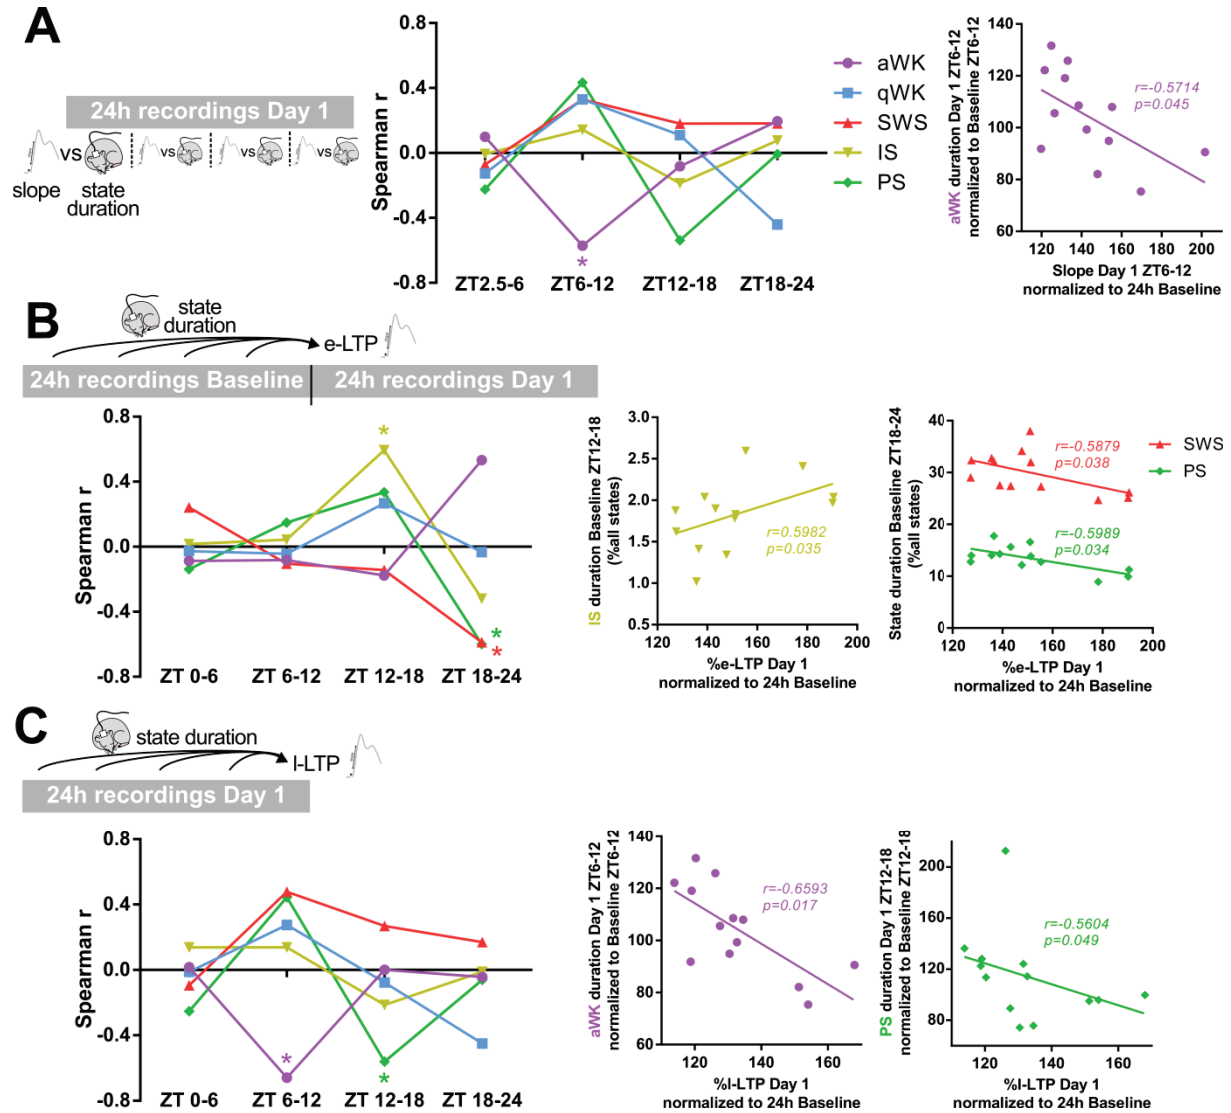 A
24h recordings Day 1
vs
vs
vs
vs
slope
state
duration
Spearman r
0.8
0.4
0.0
-0.4
-0.8
ZT2.5-6
ZT6-12
ZT12-18
ZT18-24
*
aWK
qWK
SWS
IS
PS
aWK duration Day 1 ZT6-12
normalized to Baseline ZT6-12
140
120
100
80
60
r=-0.5714
p=0.045
120
140
160
180
200
Slope Day 1 ZT6-12
normalized to 24h Baseline
B
state
duration
e-LTP
24h recordings Baseline
24h recordings Day 1
Spearman r
0.8
0.4
0.0
-0.4
-0.8
*
*
*
ZT 0-6
ZT 6-12
ZT 12-18
ZT 18-24
IS duration Baseline ZT12-18
(%all states)
3.0
2.5
2.0
1.5
1.0
0.5
r=0.5982
p=0.035
120
140
160
180
200
%e-LTP Day 1
normalized to 24h Baseline
State duration Baseline ZT18-24
(%all states)
40
30
20
10
0
r=-0.5879
p=0.038
r=-0.5989
p=0.034
SWS
PS
120
140
160
180
200
%e-LTP Day 1
normalized to 24h Baseline
C
state duration
l-LTP
24h recordings Day 1
Spearman r
0.8
0.4
0.0
-0.4
-0.8
*
*
ZT 0-6
ZT 6-12
ZT 12-18
ZT 18-24
aWK duration Day 1 ZT6-12
normalized to Baseline ZT6-12
140
120
100
80
60
r=-0.6593
p=0.017
120
140
160
%l-LTP Day 1
normalized to 24h Baseline
PS duration Day 1 ZT12-18
normalized to Baseline ZT12-18
200
160
120
80
r=-0.5604
p=0.049
120
140
160
%l-LTP Day 1
normalized to 24h Baseline